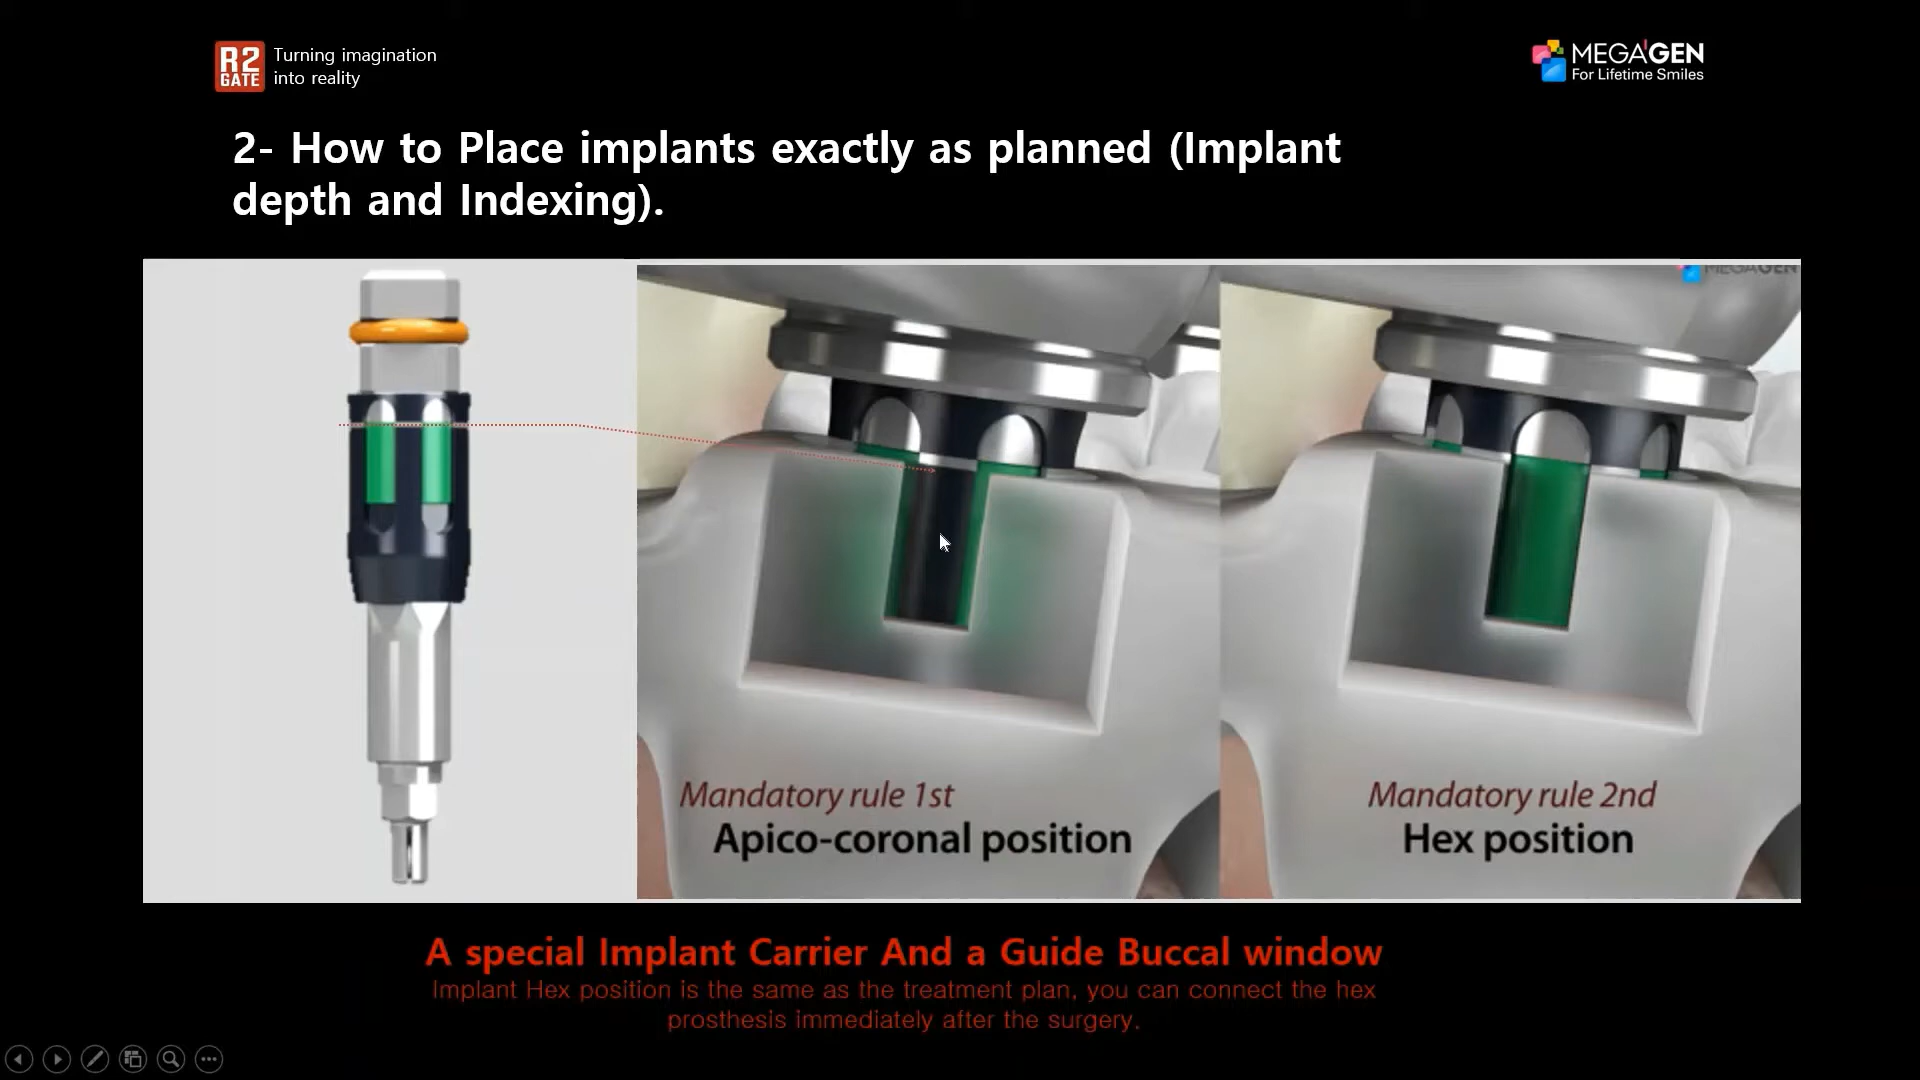 R2
GATE
Turning imagination
into reality
MEGA'GEN
For Lifetime Smiles
2- How to Place implants exactly as planned (Implant
depth and Indexing).
MEGAGEN
Mandatory rule 1st
Apico-coronal position
Mandatory rule 2nd
Hex position
A special Implant Carrier And a Guide Buccal window
Implant Hex position is the same as the treatment plan, you can connect the hex
prosthesis immediately after the surgery.